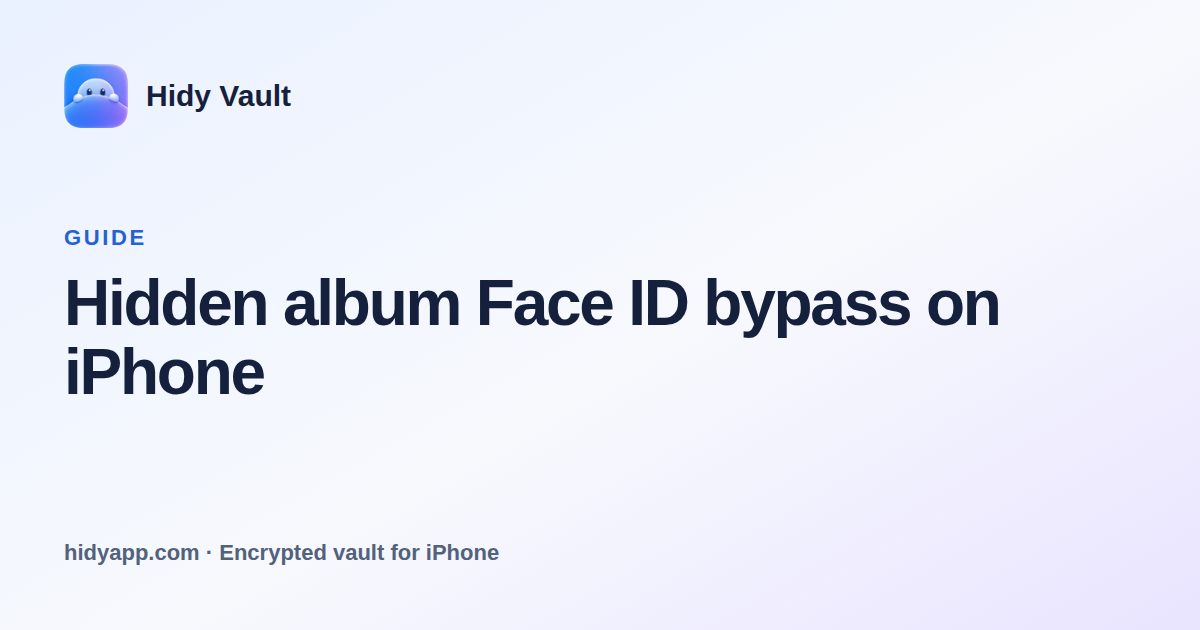 Hidy Vault
GUIDE
Hidden album Face ID bypass on
iPhone
hidyapp.com · Encrypted vault for iPhone